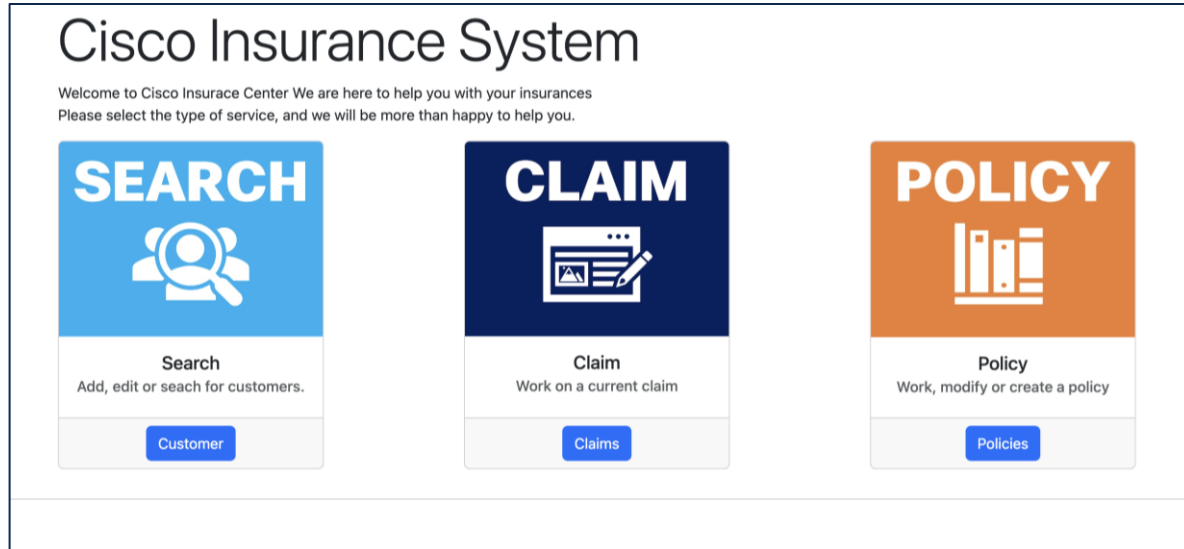 Cisco Insurance System
Welcome to Cisco Insurace Center We are here to help you with your insurances
Please select the type of service, and we will be more than happy to help you.
SEARCH
Search
Add, edit or seach for customers.
Customer
CLAIM
Claim
Work on a current claim
Claims
POLICY
Policy
Work, modify or create a policy
Policies